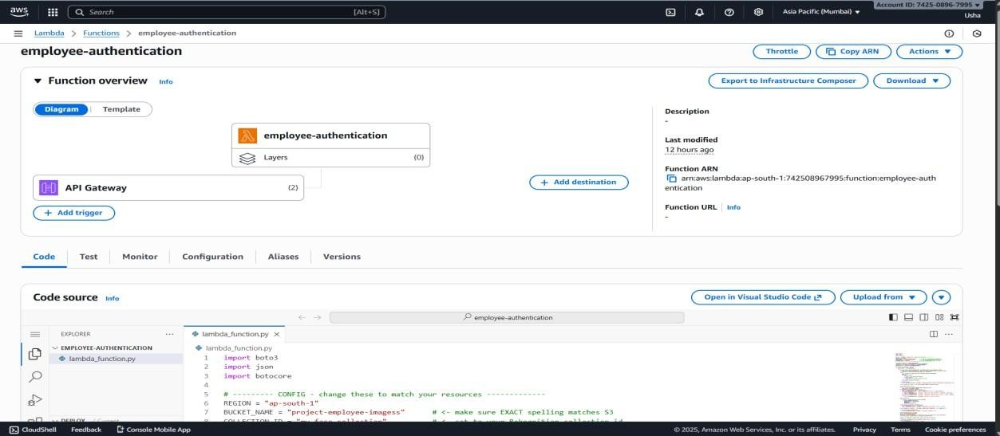 aws
Search [Alt+S]
Asia Pacific (Mumbai)
Account ID: 7425-0896-7995
Usha
Lambda > Functions > employee-authentication
employee-authentication
Throttle
Copy ARN
Actions
Function overview Info
Export to Infrastructure Composer
Download
Diagram
Template
employee-authentication
Layers (0)
API Gateway (2)
+ Add destination
+ Add trigger
Description
-
Last modified
12 hours ago
Function ARN
arn:aws:lambda:ap-south-1:742508967995:function:employee-auth
entication
Function URL Info
-
Code Test Monitor Configuration Aliases Versions
Code source Info
Open in Visual Studio Code
Upload from
employee-authentication
EXPLORER
EMPLOYEE-AUTHENTICATION
lambda_function.py
lambda_function.py
lambda_function.py
1 import boto3
2 import json
3 import botocore
4
5 # --------- CONFIG - change these to match your resources -------------
6 REGION = "ap-south-1"
7 BUCKET_NAME = "project-employee-imagess" # <- make sure EXACT spelling matches S3
DEPLOY
CloudShell Feedback Console Mobile App
© 2025, Amazon Web Services, Inc. or its affiliates. Privacy Terms Cookie preferences